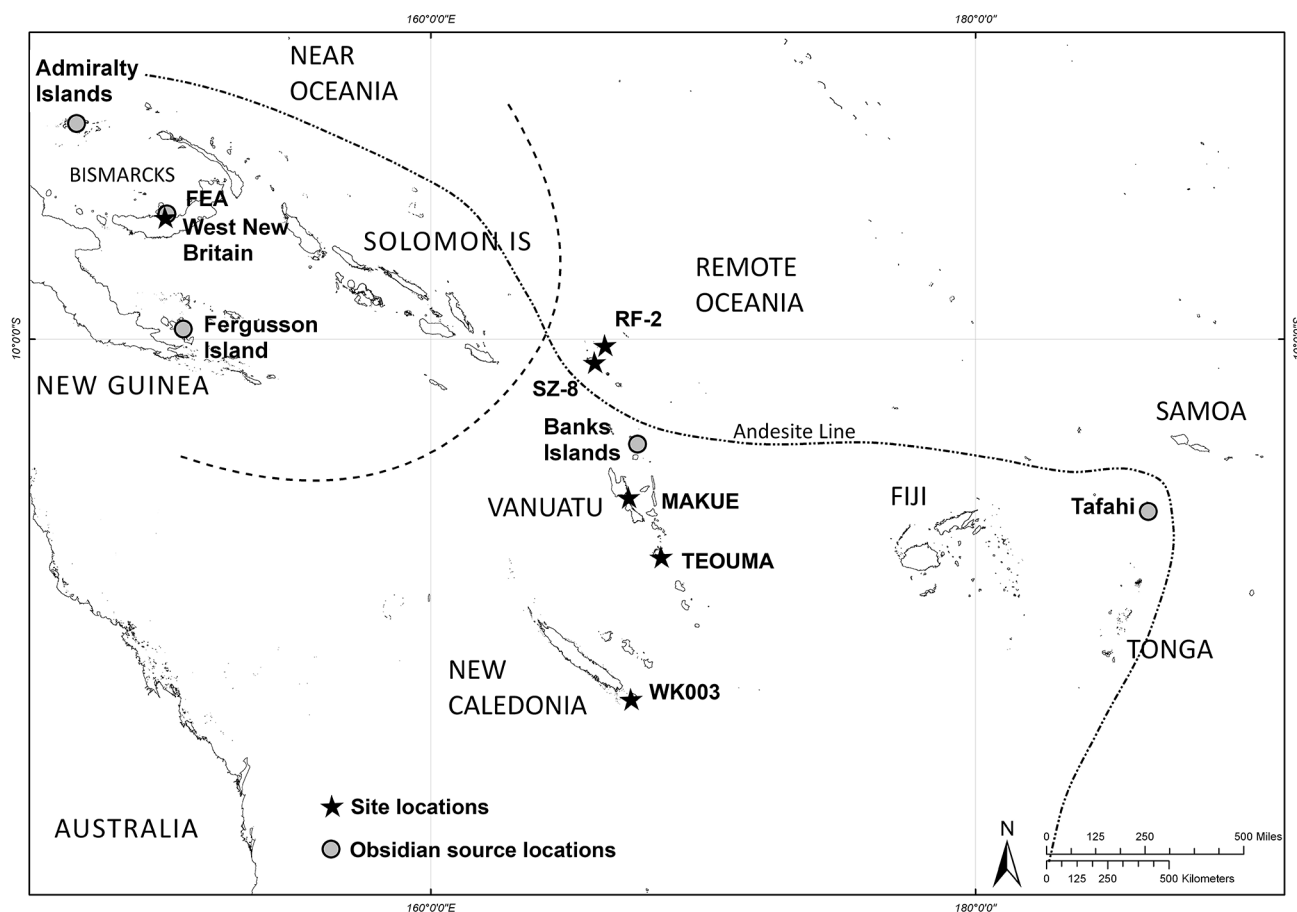 160°0'0"E
180°0'0"
NEAR
OCEANIA
Admiralty
Islands
BISMARCKS
FEA
West New
Britain
SOLOMON IS
REMOTE
OCEANIA
RF-2
10°0'0"S
Fergusson
Island
NEW GUINEA
SZ-8
SAMOA
Banks
Islands
Andesite Line
VANUATU
MAKUE
FIJI
Tafahi
TEOUMA
TONGA
NEW
CALEDONIA
WK003
Site locations
AUSTRALIA
Obsidian source locations
N
0 125 250 500 Miles
0 125 250 500 Kilometers
160°0'0"E
180°0'0"